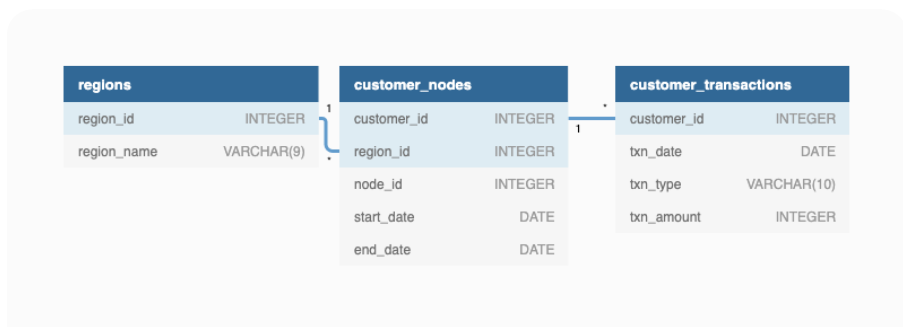 regions
region_id INTEGER
region_name VARCHAR(9)
1
*
customer_nodes
customer_id INTEGER
region_id INTEGER
node_id INTEGER
start_date DATE
end_date DATE
1
*
customer_transactions
customer_id INTEGER
txn_date DATE
txn_type VARCHAR(10)
txn_amount INTEGER